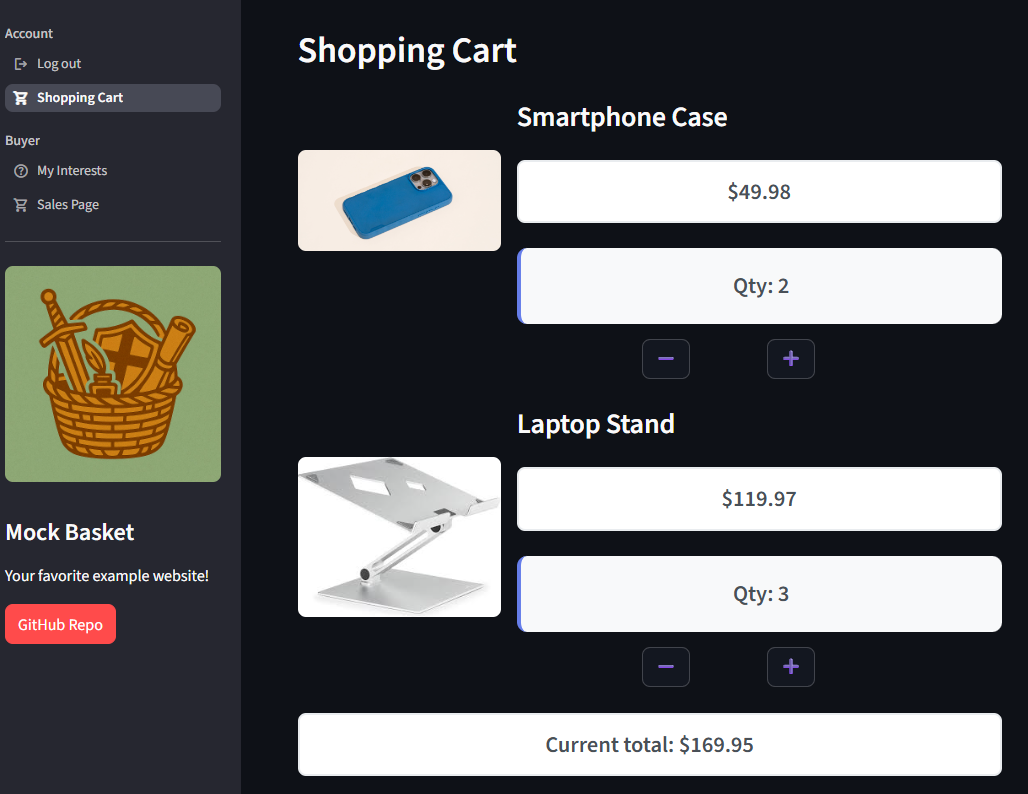 Account
Log out
Shopping Cart
Buyer
My Interests
Sales Page
Mock Basket
Your favorite example website!
GitHub Repo
Shopping Cart
Smartphone Case
$49.98
Qty: 2
Laptop Stand
$119.97
Qty: 3
Current total: $169.95